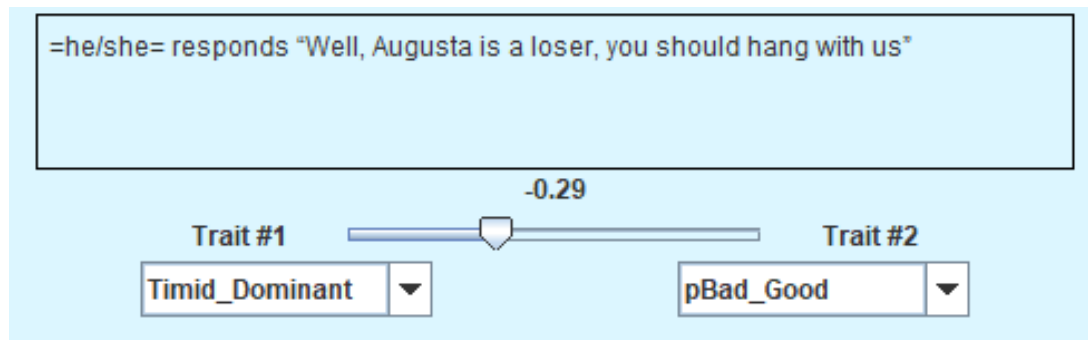 =he/she= responds “Well, Augusta is a loser, you should hang with us”
-0.29
Trait #1 Trait #2
Timid_Dominant pBad_Good